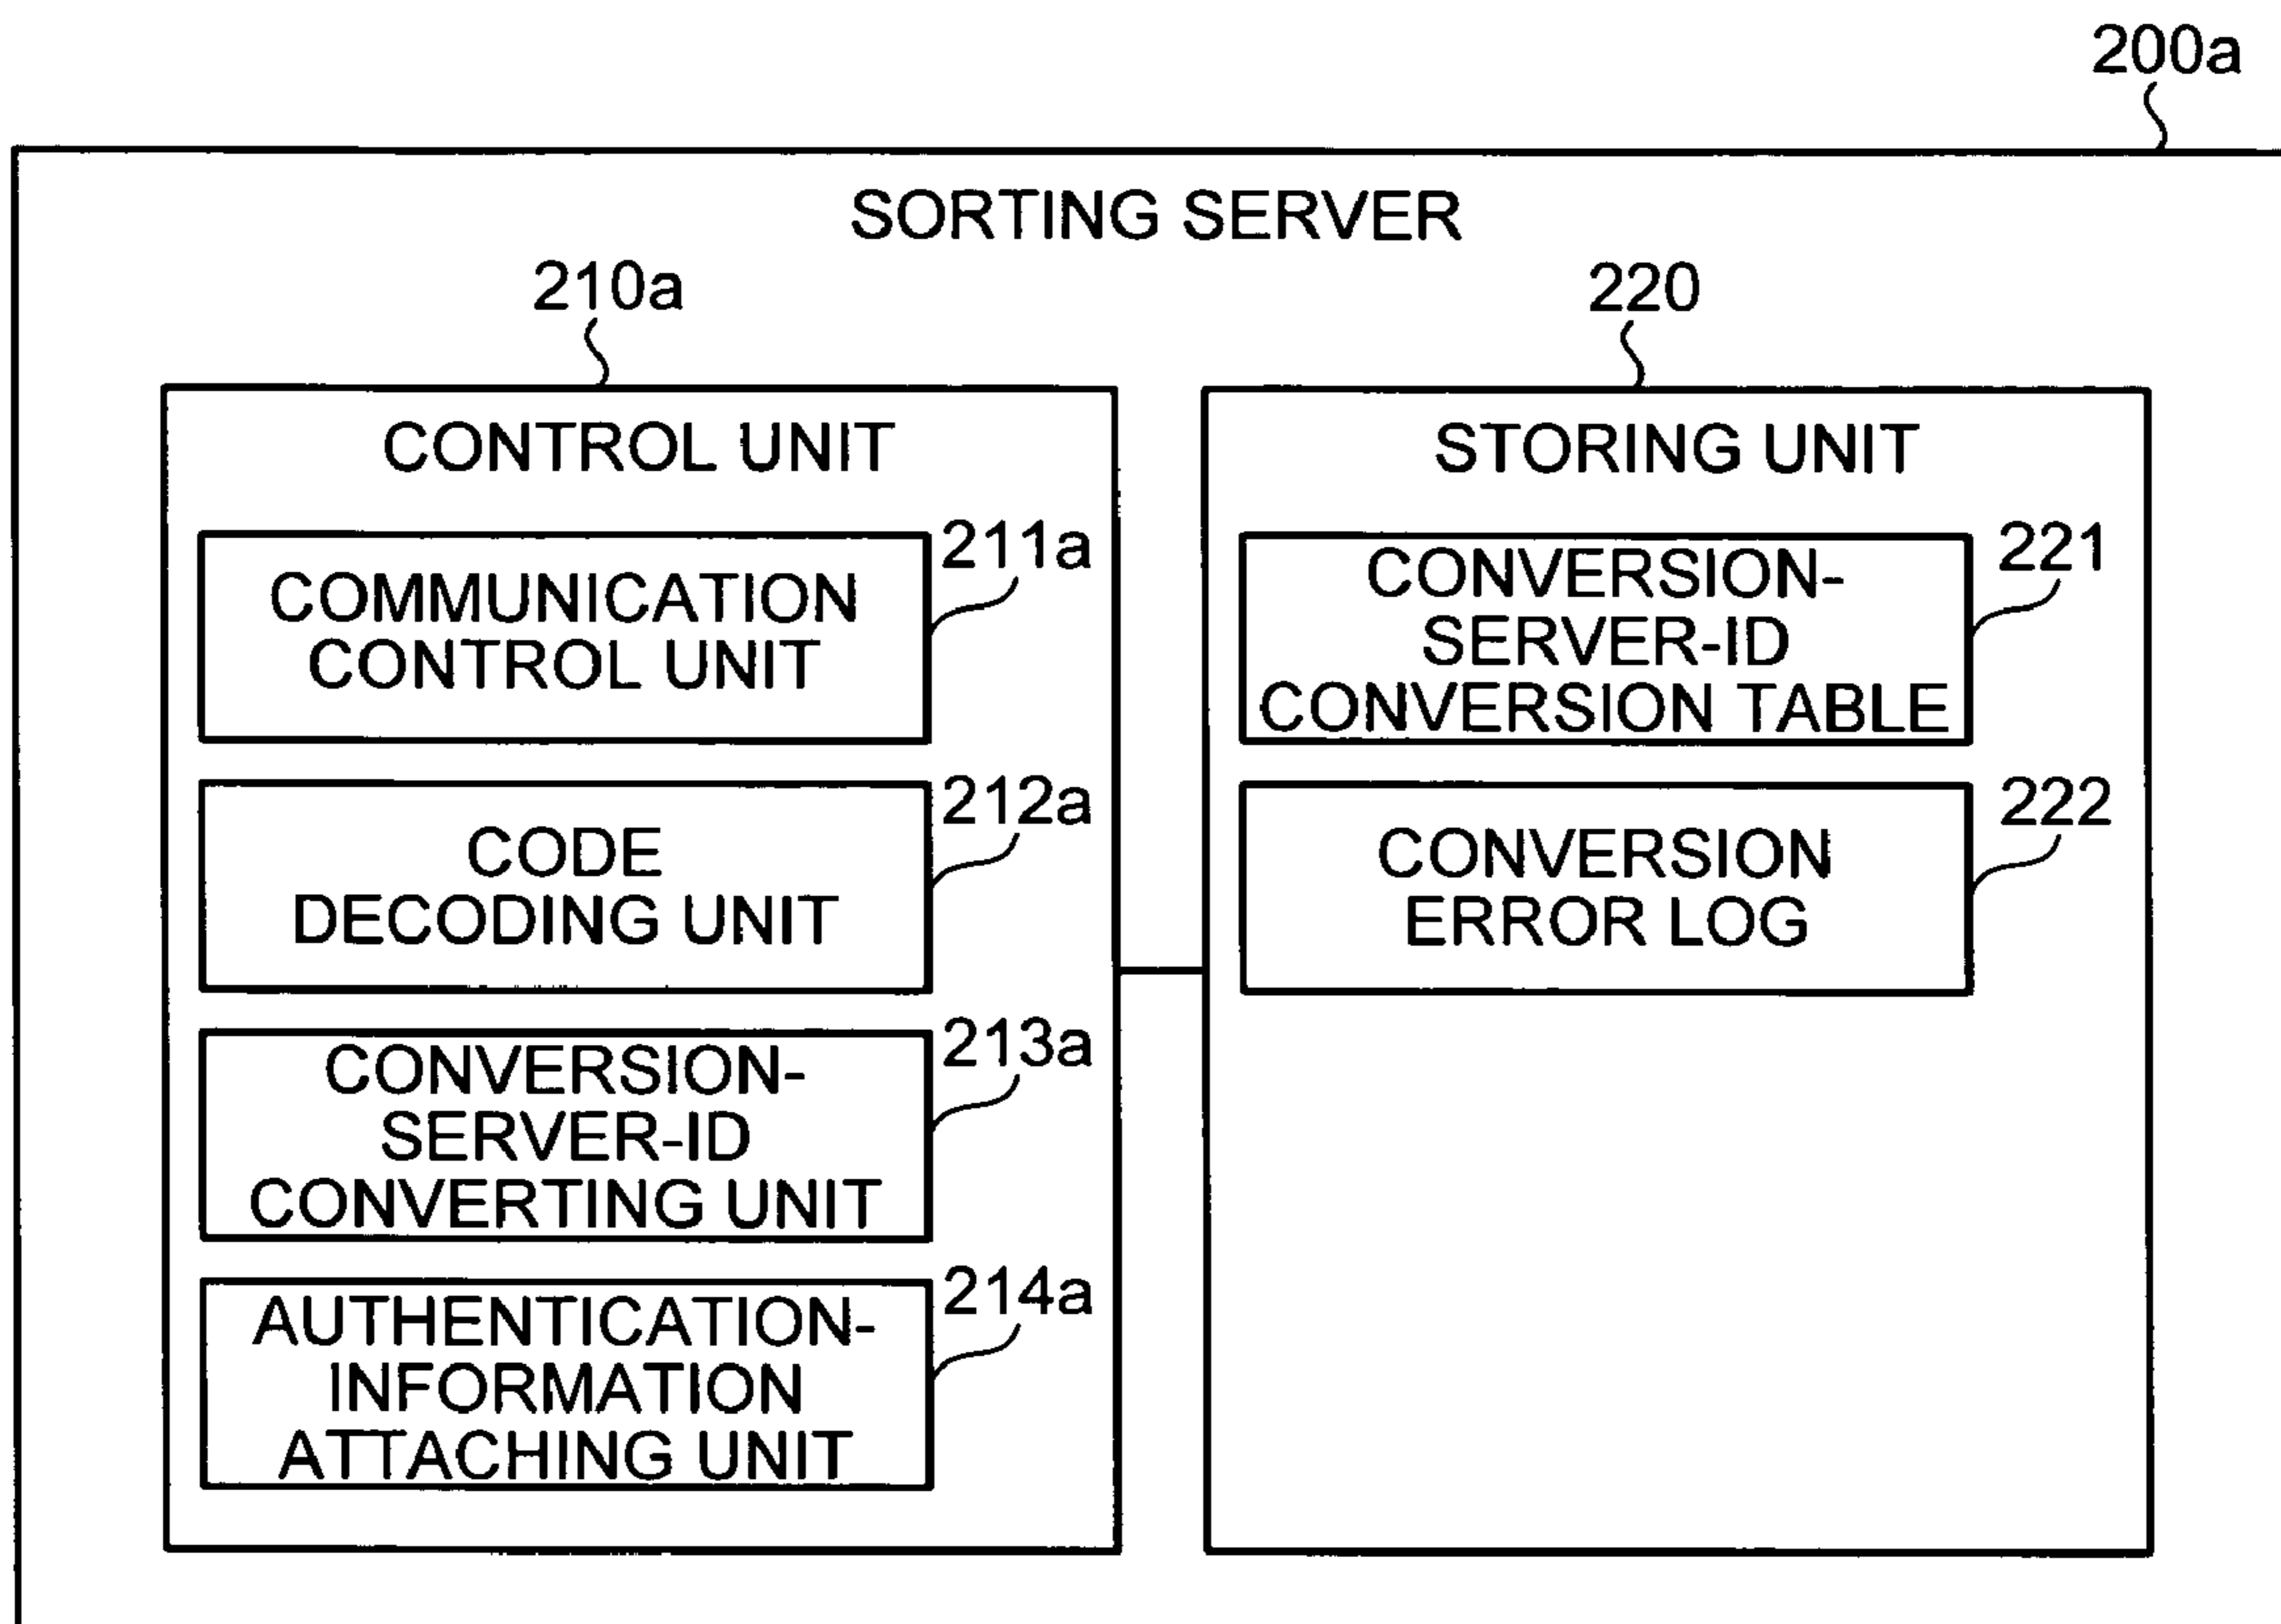 200a
SORTING SERVER
210a
CONTROL UNIT
211a
COMMUNICATION
CONTROL UNIT
212a
CODE
DECODING UNIT
213a
CONVERSION-
SERVER-ID
CONVERTING UNIT
214a
AUTHENTICATION-
INFORMATION
ATTACHING UNIT
220
STORING UNIT
221
CONVERSION-
SERVER-ID
CONVERSION TABLE
222
CONVERSION
ERROR LOG